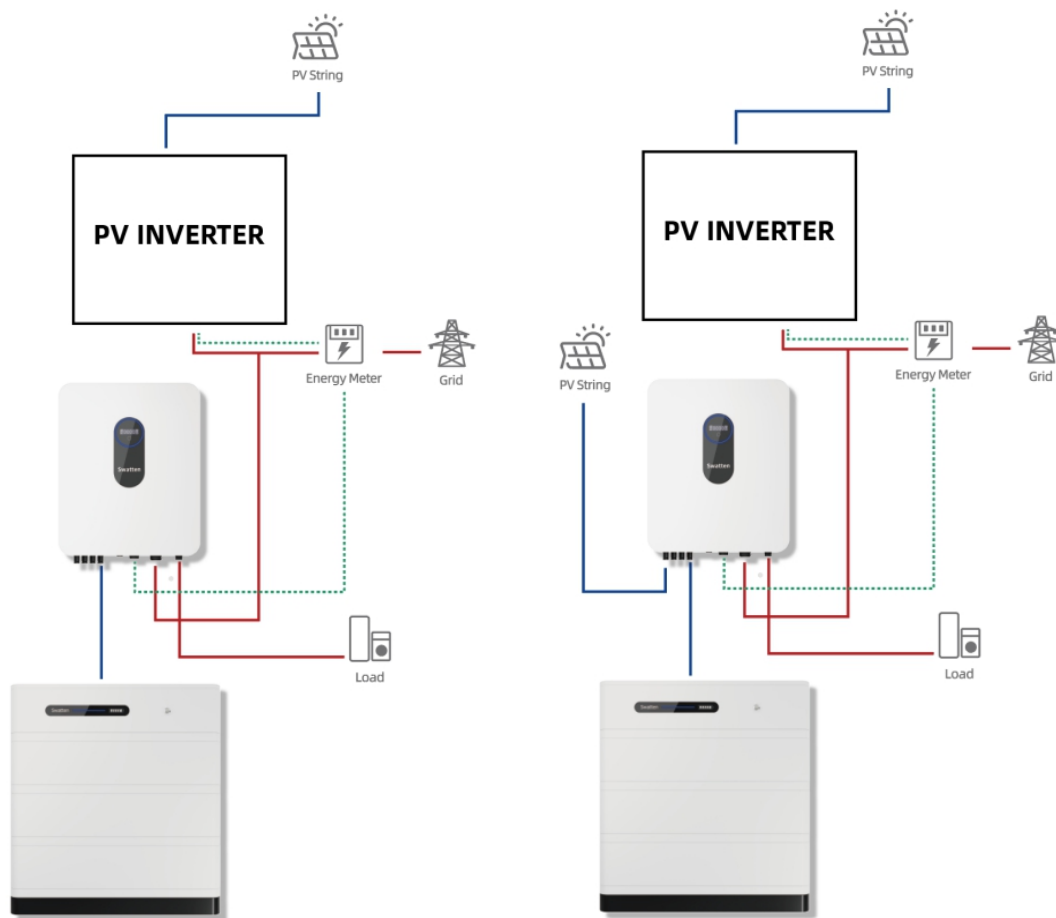 PV String
PV INVERTER
Energy Meter
Grid
Swatten
Load
Swatten
PV String
PV INVERTER
PV String
Energy Meter
Grid
Swatten
Load
Swatten